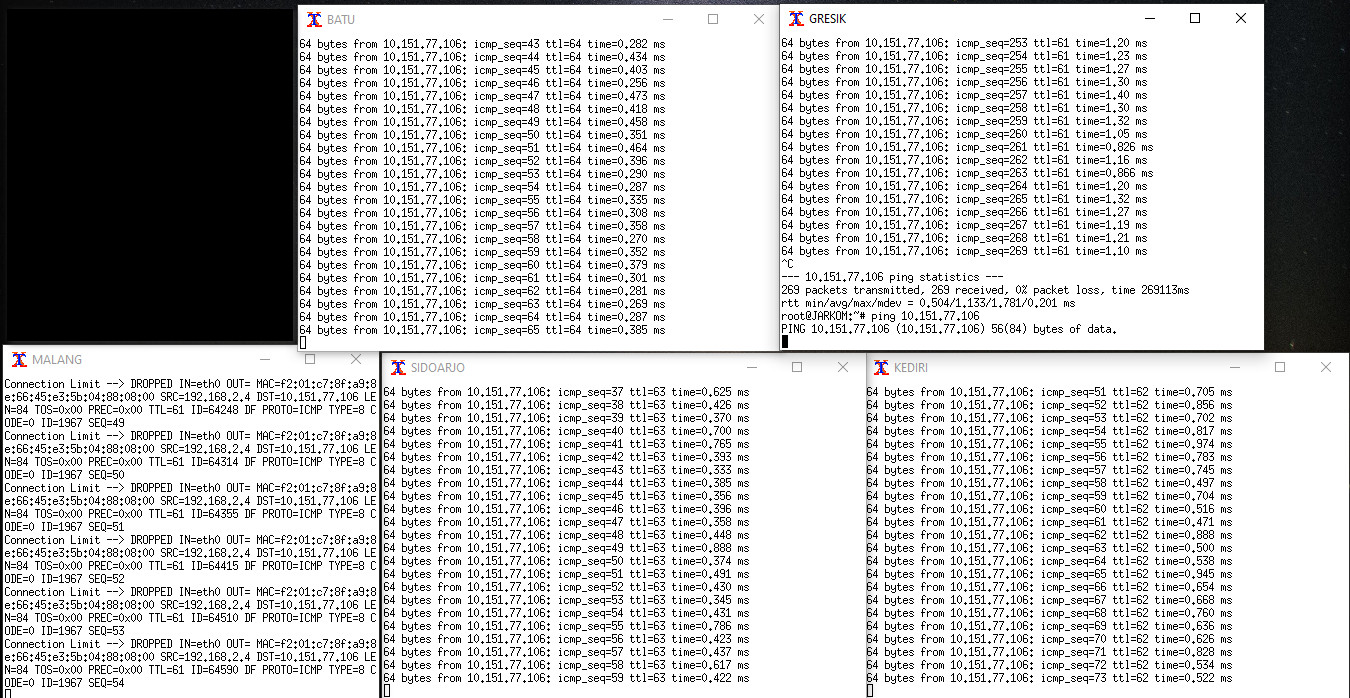 BATU
64 bytes from 10.151.77.106: icmp_seq=43 ttl=64 time=0.282 ms
64 bytes from 10.151.77.106: icmp_seq=44 ttl=64 time=0.434 ms
64 bytes from 10.151.77.106: icmp_seq=45 ttl=64 time=0.403 ms
64 bytes from 10.151.77.106: icmp_seq=46 ttl=64 time=0.256 ms
64 bytes from 10.151.77.106: icmp_seq=47 ttl=64 time=0.473 ms
64 bytes from 10.151.77.106: icmp_seq=48 ttl=64 time=0.418 ms
64 bytes from 10.151.77.106: icmp_seq=49 ttl=64 time=0.458 ms
64 bytes from 10.151.77.106: icmp_seq=50 ttl=64 time=0.351 ms
64 bytes from 10.151.77.106: icmp_seq=51 ttl=64 time=0.464 ms
64 bytes from 10.151.77.106: icmp_seq=52 ttl=64 time=0.396 ms
64 bytes from 10.151.77.106: icmp_seq=53 ttl=64 time=0.290 ms
64 bytes from 10.151.77.106: icmp_seq=54 ttl=64 time=0.287 ms
64 bytes from 10.151.77.106: icmp_seq=55 ttl=64 time=0.335 ms
64 bytes from 10.151.77.106: icmp_seq=56 ttl=64 time=0.308 ms
64 bytes from 10.151.77.106: icmp_seq=57 ttl=64 time=0.358 ms
64 bytes from 10.151.77.106: icmp_seq=58 ttl=64 time=0.270 ms
64 bytes from 10.151.77.106: icmp_seq=59 ttl=64 time=0.352 ms
64 bytes from 10.151.77.106: icmp_seq=60 ttl=64 time=0.379 ms
64 bytes from 10.151.77.106: icmp_seq=61 ttl=64 time=0.301 ms
64 bytes from 10.151.77.106: icmp_seq=62 ttl=64 time=0.281 ms
64 bytes from 10.151.77.106: icmp_seq=63 ttl=64 time=0.269 ms
64 bytes from 10.151.77.106: icmp_seq=64 ttl=64 time=0.287 ms
64 bytes from 10.151.77.106: icmp_seq=65 ttl=64 time=0.385 ms
GRESIK
64 bytes from 10.151.77.106: icmp_seq=253 ttl=61 time=1.20 ms
64 bytes from 10.151.77.106: icmp_seq=254 ttl=61 time=1.23 ms
64 bytes from 10.151.77.106: icmp_seq=255 ttl=61 time=1.27 ms
64 bytes from 10.151.77.106: icmp_seq=256 ttl=61 time=1.30 ms
64 bytes from 10.151.77.106: icmp_seq=257 ttl=61 time=1.40 ms
64 bytes from 10.151.77.106: icmp_seq=258 ttl=61 time=1.30 ms
64 bytes from 10.151.77.106: icmp_seq=259 ttl=61 time=1.32 ms
64 bytes from 10.151.77.106: icmp_seq=260 ttl=61 time=1.05 ms
64 bytes from 10.151.77.106: icmp_seq=261 ttl=61 time=0.826 ms
64 bytes from 10.151.77.106: icmp_seq=262 ttl=61 time=1.16 ms
64 bytes from 10.151.77.106: icmp_seq=263 ttl=61 time=0.866 ms
64 bytes from 10.151.77.106: icmp_seq=264 ttl=61 time=1.20 ms
64 bytes from 10.151.77.106: icmp_seq=265 ttl=61 time=1.32 ms
64 bytes from 10.151.77.106: icmp_seq=266 ttl=61 time=1.27 ms
64 bytes from 10.151.77.106: icmp_seq=267 ttl=61 time=1.19 ms
64 bytes from 10.151.77.106: icmp_seq=268 ttl=61 time=1.21 ms
64 bytes from 10.151.77.106: icmp_seq=269 ttl=61 time=1.10 ms
^C
--- 10.151.77.106 ping statistics ---
269 packets transmitted, 269 received, 0% packet loss, time 269113ms
rtt min/avg/max/mdev = 0.504/1.133/1.781/0.201 ms
root@JARKOM:~# ping 10.151.77.106
PING 10.151.77.106 (10.151.77.106) 56(84) bytes of data.
MALANG
Connection Limit --> DROPPED IN=eth0 OUT= MAC=f2:01:c7:8f:a9:8
e:66:45:e3:5b:04:88:08:00 SRC=192.168.2.4 DST=10.151.77.106 LE
N=84 TOS=0x00 PREC=0x00 TTL=61 ID=64248 DF PROTO=ICMP TYPE=8 C
ODE=0 ID=1967 SEQ=49
Connection Limit --> DROPPED IN=eth0 OUT= MAC=f2:01:c7:8f:a9:8
e:66:45:e3:5b:04:88:08:00 SRC=192.168.2.4 DST=10.151.77.106 LE
N=84 TOS=0x00 PREC=0x00 TTL=61 ID=64314 DF PROTO=ICMP TYPE=8 C
ODE=0 ID=1967 SEQ=50
Connection Limit --> DROPPED IN=eth0 OUT= MAC=f2:01:c7:8f:a9:8
e:66:45:e3:5b:04:88:08:00 SRC=192.168.2.4 DST=10.151.77.106 LE
N=84 TOS=0x00 PREC=0x00 TTL=61 ID=64355 DF PROTO=ICMP TYPE=8 C
ODE=0 ID=1967 SEQ=51
Connection Limit --> DROPPED IN=eth0 OUT= MAC=f2:01:c7:8f:a9:8
e:66:45:e3:5b:04:88:08:00 SRC=192.168.2.4 DST=10.151.77.106 LE
N=84 TOS=0x00 PREC=0x00 TTL=61 ID=64415 DF PROTO=ICMP TYPE=8 C
ODE=0 ID=1967 SEQ=52
Connection Limit --> DROPPED IN=eth0 OUT= MAC=f2:01:c7:8f:a9:8
e:66:45:e3:5b:04:88:08:00 SRC=192.168.2.4 DST=10.151.77.106 LE
N=84 TOS=0x00 PREC=0x00 TTL=61 ID=64510 DF PROTO=ICMP TYPE=8 C
ODE=0 ID=1967 SEQ=53
Connection Limit --> DROPPED IN=eth0 OUT= MAC=f2:01:c7:8f:a9:8
e:66:45:e3:5b:04:88:08:00 SRC=192.168.2.4 DST=10.151.77.106 LE
N=84 TOS=0x00 PREC=0x00 TTL=61 ID=64590 DF PROTO=ICMP TYPE=8 C
ODE=0 ID=1967 SEQ=54
SIDOARJO
64 bytes from 10.151.77.106: icmp_seq=37 ttl=63 time=0.625 ms
64 bytes from 10.151.77.106: icmp_seq=38 ttl=63 time=0.426 ms
64 bytes from 10.151.77.106: icmp_seq=39 ttl=63 time=0.370 ms
64 bytes from 10.151.77.106: icmp_seq=40 ttl=63 time=0.700 ms
64 bytes from 10.151.77.106: icmp_seq=41 ttl=63 time=0.765 ms
64 bytes from 10.151.77.106: icmp_seq=42 ttl=63 time=0.393 ms
64 bytes from 10.151.77.106: icmp_seq=43 ttl=63 time=0.333 ms
64 bytes from 10.151.77.106: icmp_seq=44 ttl=63 time=0.385 ms
64 bytes from 10.151.77.106: icmp_seq=45 ttl=63 time=0.356 ms
64 bytes from 10.151.77.106: icmp_seq=46 ttl=63 time=0.396 ms
64 bytes from 10.151.77.106: icmp_seq=47 ttl=63 time=0.358 ms
64 bytes from 10.151.77.106: icmp_seq=48 ttl=63 time=0.448 ms
64 bytes from 10.151.77.106: icmp_seq=49 ttl=63 time=0.888 ms
64 bytes from 10.151.77.106: icmp_seq=50 ttl=63 time=0.374 ms
64 bytes from 10.151.77.106: icmp_seq=51 ttl=63 time=0.491 ms
64 bytes from 10.151.77.106: icmp_seq=52 ttl=63 time=0.430 ms
64 bytes from 10.151.77.106: icmp_seq=53 ttl=63 time=0.345 ms
64 bytes from 10.151.77.106: icmp_seq=54 ttl=63 time=0.431 ms
64 bytes from 10.151.77.106: icmp_seq=55 ttl=63 time=0.786 ms
64 bytes from 10.151.77.106: icmp_seq=56 ttl=63 time=0.423 ms
64 bytes from 10.151.77.106: icmp_seq=57 ttl=63 time=0.437 ms
64 bytes from 10.151.77.106: icmp_seq=58 ttl=63 time=0.617 ms
64 bytes from 10.151.77.106: icmp_seq=59 ttl=63 time=0.422 ms
KEDIRI
64 bytes from 10.151.77.106: icmp_seq=51 ttl=62 time=0.705 ms
64 bytes from 10.151.77.106: icmp_seq=52 ttl=62 time=0.856 ms
64 bytes from 10.151.77.106: icmp_seq=53 ttl=62 time=0.702 ms
64 bytes from 10.151.77.106: icmp_seq=54 ttl=62 time=0.817 ms
64 bytes from 10.151.77.106: icmp_seq=55 ttl=62 time=0.974 ms
64 bytes from 10.151.77.106: icmp_seq=56 ttl=62 time=0.783 ms
64 bytes from 10.151.77.106: icmp_seq=57 ttl=62 time=0.745 ms
64 bytes from 10.151.77.106: icmp_seq=58 ttl=62 time=0.497 ms
64 bytes from 10.151.77.106: icmp_seq=59 ttl=62 time=0.704 ms
64 bytes from 10.151.77.106: icmp_seq=60 ttl=62 time=0.516 ms
64 bytes from 10.151.77.106: icmp_seq=61 ttl=62 time=0.471 ms
64 bytes from 10.151.77.106: icmp_seq=62 ttl=62 time=0.888 ms
64 bytes from 10.151.77.106: icmp_seq=63 ttl=62 time=0.500 ms
64 bytes from 10.151.77.106: icmp_seq=64 ttl=62 time=0.538 ms
64 bytes from 10.151.77.106: icmp_seq=65 ttl=62 time=0.945 ms
64 bytes from 10.151.77.106: icmp_seq=66 ttl=62 time=0.654 ms
64 bytes from 10.151.77.106: icmp_seq=67 ttl=62 time=0.668 ms
64 bytes from 10.151.77.106: icmp_seq=68 ttl=62 time=0.760 ms
64 bytes from 10.151.77.106: icmp_seq=69 ttl=62 time=0.636 ms
64 bytes from 10.151.77.106: icmp_seq=70 ttl=62 time=0.626 ms
64 bytes from 10.151.77.106: icmp_seq=71 ttl=62 time=0.828 ms
64 bytes from 10.151.77.106: icmp_seq=72 ttl=62 time=0.534 ms
64 bytes from 10.151.77.106: icmp_seq=73 ttl=62 time=0.522 ms